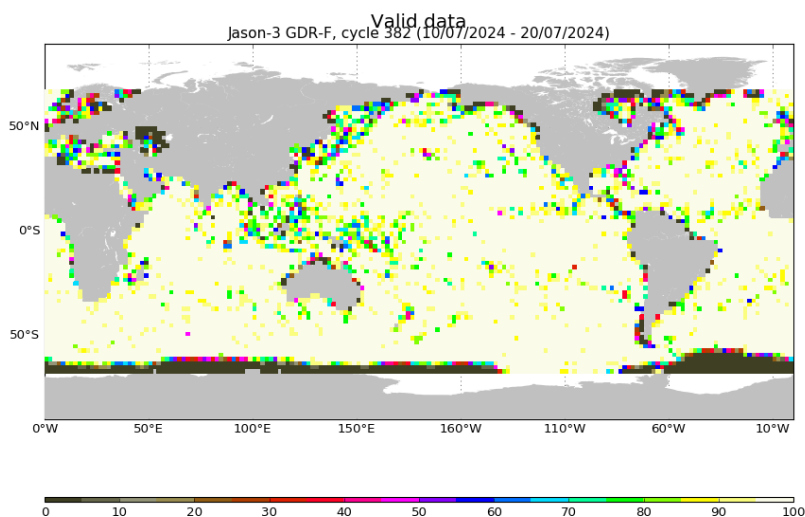 Valid data
Jason-3 GDR-F, cycle 382 (10/07/2024 - 20/07/2024)
50°N
0°S
50°S
0°W 50°E 100°E 150°E 160°W 110°W 60°W 10°W
0 10 20 30 40 50 60 70 80 90 100